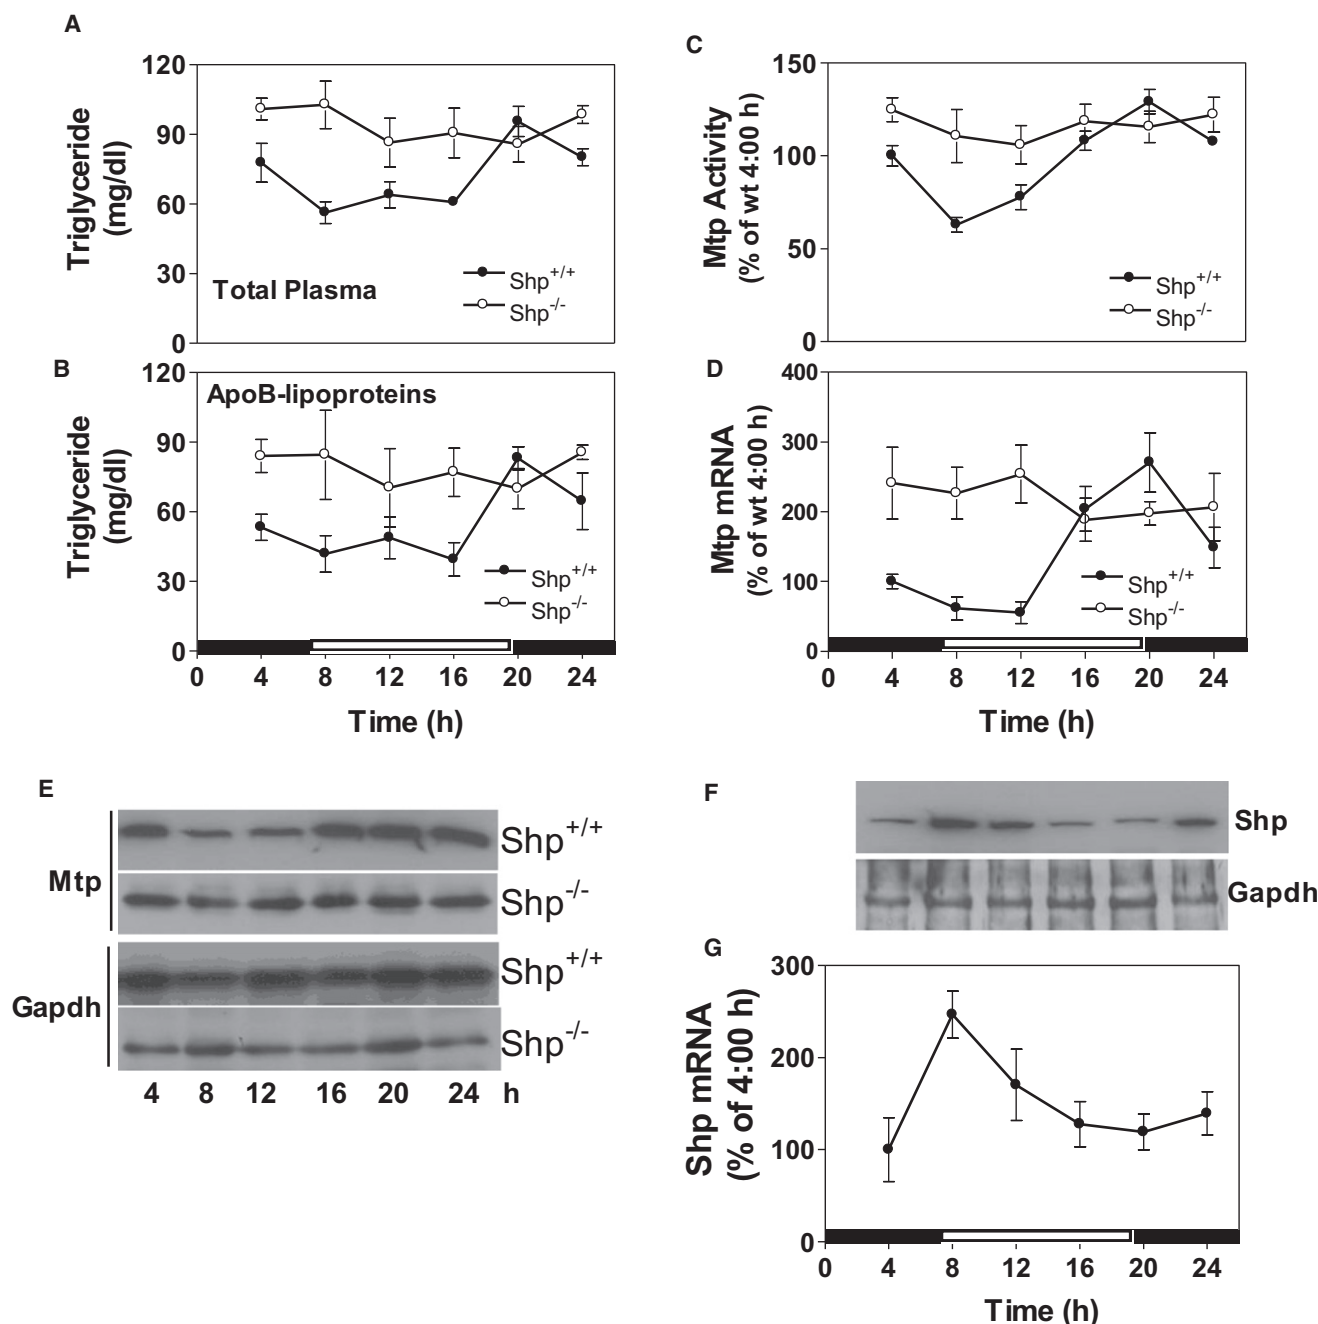 A
120
90
60
30
0
Triglyceride
(mg/dl)
Total Plasma
Shp+/+
Shp-/-
B
120
90
60
30
0
Triglyceride
(mg/dl)
ApoB-lipoproteins
Shp+/+
Shp-/-
0 4 8 12 16 20 24
Time (h)
C
150
100
50
0
Mtp Activity
(% of wt 4:00 h)
Shp+/+
Shp-/-
D
400
300
200
100
0
Mtp mRNA
(% of wt 4:00 h)
Shp+/+
Shp-/-
0 4 8 12 16 20 24
Time (h)
E
Mtp
Shp+/+
Shp-/-
Gapdh
Shp+/+
Shp-/-
4 8 12 16 20 24 h
F
Shp
Gapdh
G
300
200
100
0
Shp mRNA
(% of 4:00 h)
0 4 8 12 16 20 24
Time (h)